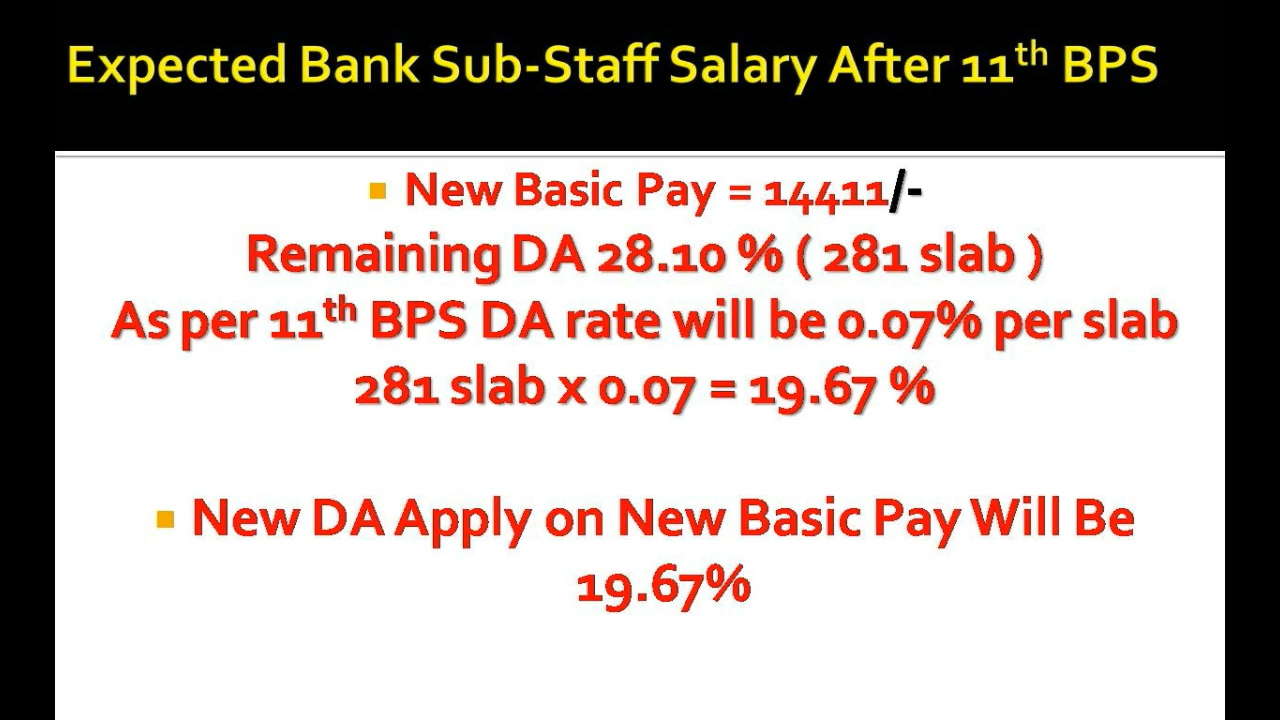 Expected Bank Sub-Staff Salary After 11th BPS
▪ New Basic Pay = 14411/-
Remaining DA 28.10 % ( 281 slab )
As per 11th BPS DA rate will be 0.07% per slab
281 slab x 0.07 = 19.67 %
▪ New DA Apply on New Basic Pay Will Be
19.67%